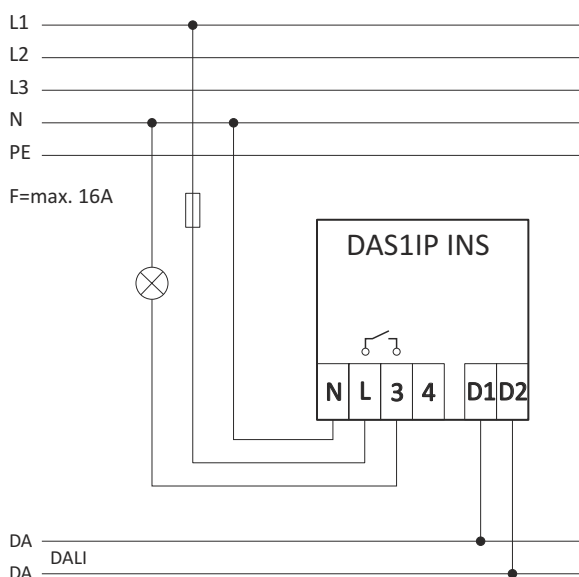 L1
L2
L3
N
PE
F=max. 16A
DAS1IP INS
N L 3 4 D1 D2
DA
DALI
DA